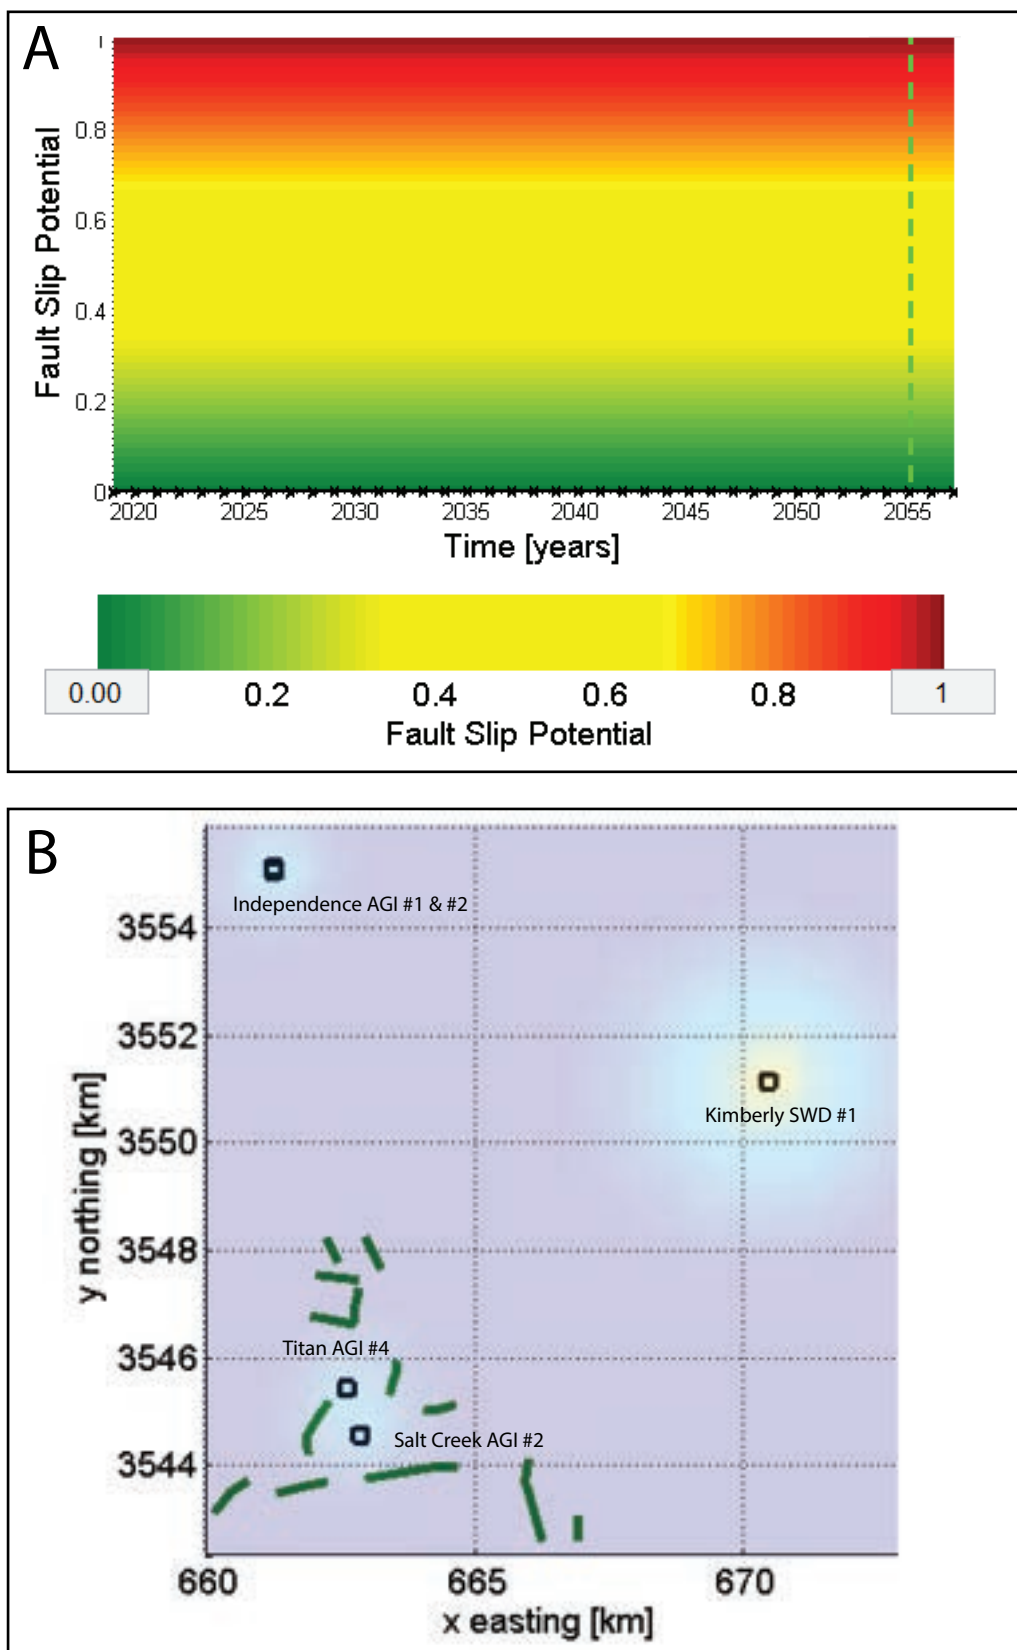 A
1
0.8
0.6
0.4
0.2
0
Fault Slip Potential
2020 2025 2030 2035 2040 2045 2050 2055
Time [years]
0.00 0.2 0.4 0.6 0.8 1
Fault Slip Potential
B
Independence AGI #1 & #2
3554
3552
Kimberly SWD #1
3550
3548
Titan AGI #4
3546
Salt Creek AGI #2
3544
y northing [km]
660 665 670
x easting [km]